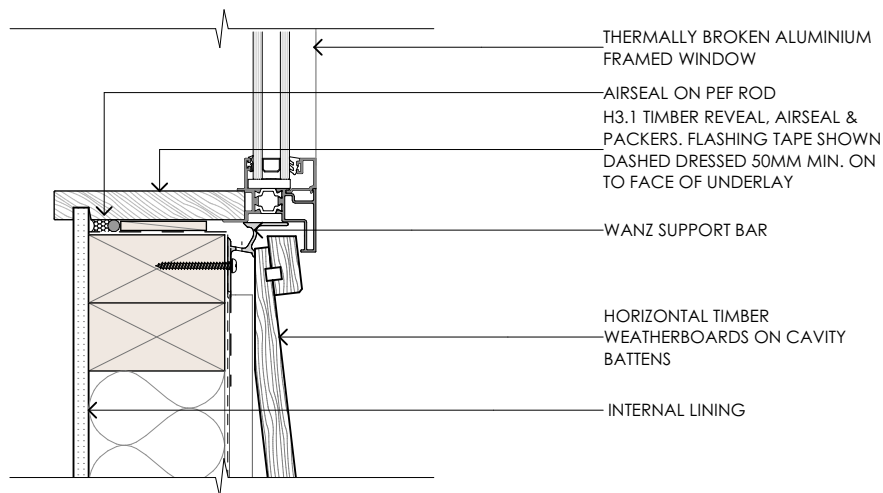 THERMALLY BROKEN ALUMINIUM
FRAMED WINDOW
AIRSEAL ON PEF ROD
H3.1 TIMBER REVEAL, AIRSEAL &
PACKERS. FLASHING TAPE SHOWN
DASHED DRESSED 50MM MIN. ON
TO FACE OF UNDERLAY
WANZ SUPPORT BAR
HORIZONTAL TIMBER
WEATHERBOARDS ON CAVITY
BATTENS
INTERNAL LINING